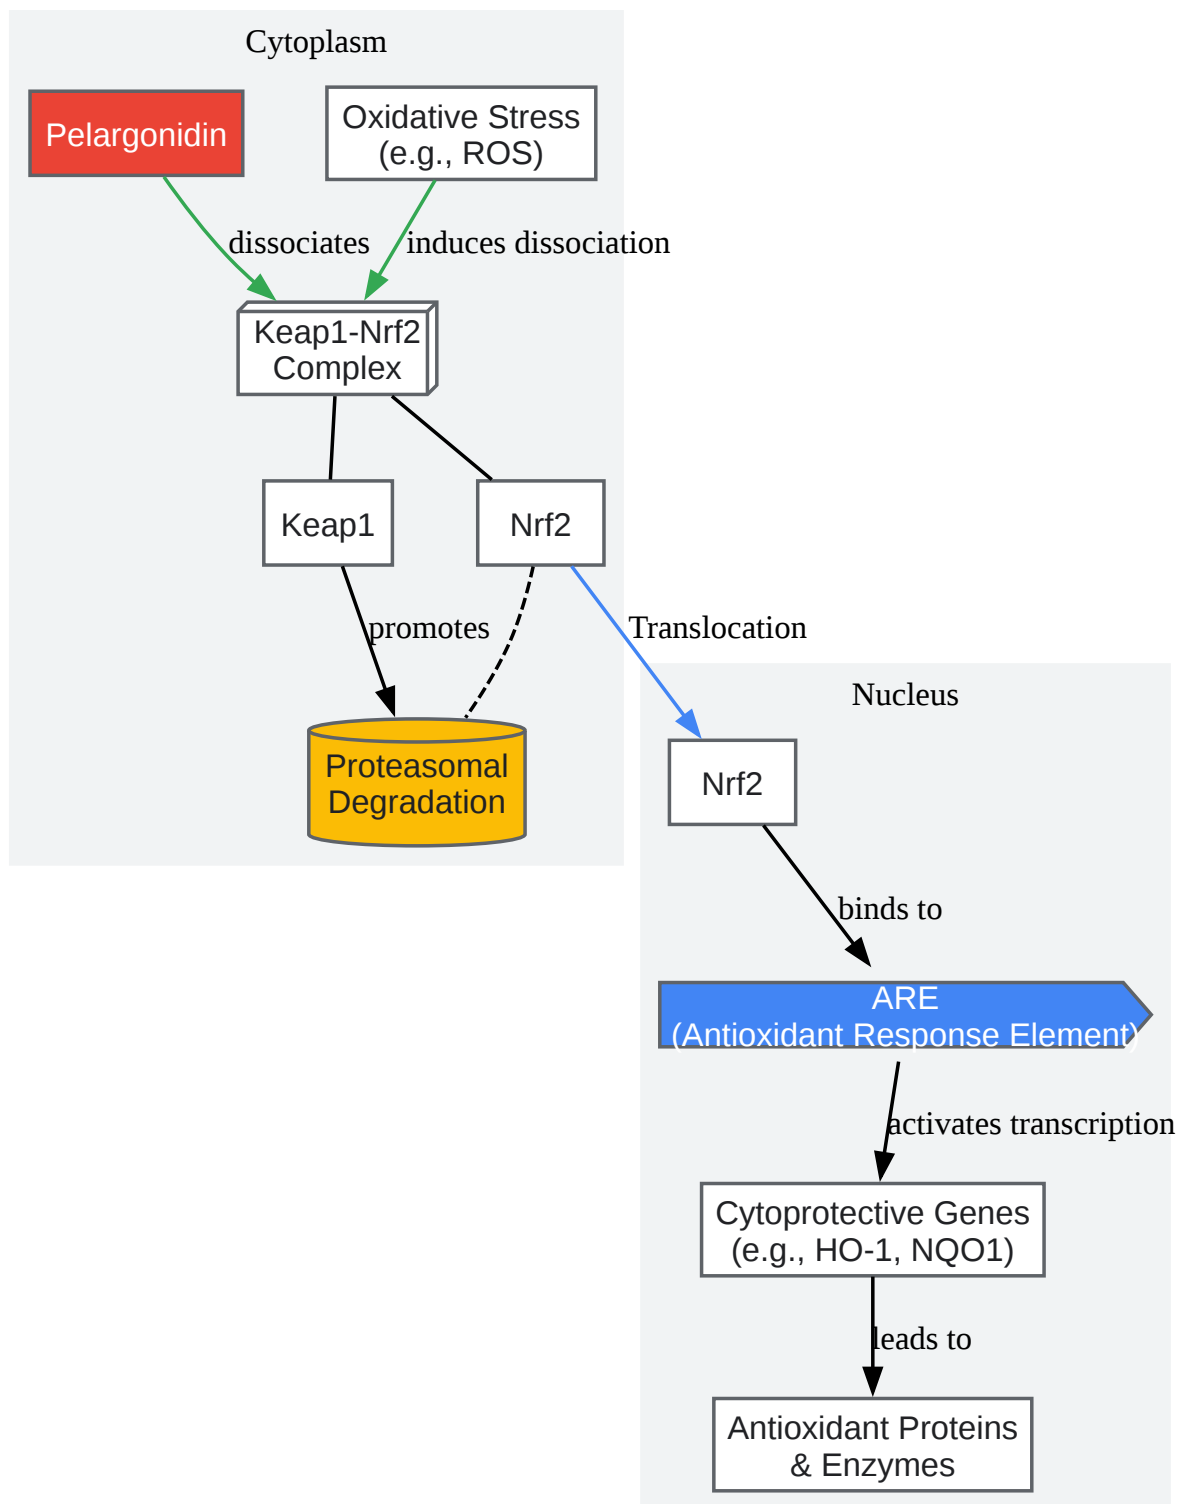 Cytoplasm
Pelargonidin
Oxidative Stress
(e.g., ROS)
dissociates
induces dissociation
Keap1-Nrf2
Complex
Keap1
Nrf2
promotes
Translocation
Proteasomal
Degradation
Nucleus
Nrf2
binds to
ARE
(Antioxidant Response Element)
activates transcription
Cytoprotective Genes
(e.g., HO-1, NQO1)
leads to
Antioxidant Proteins
& Enzymes